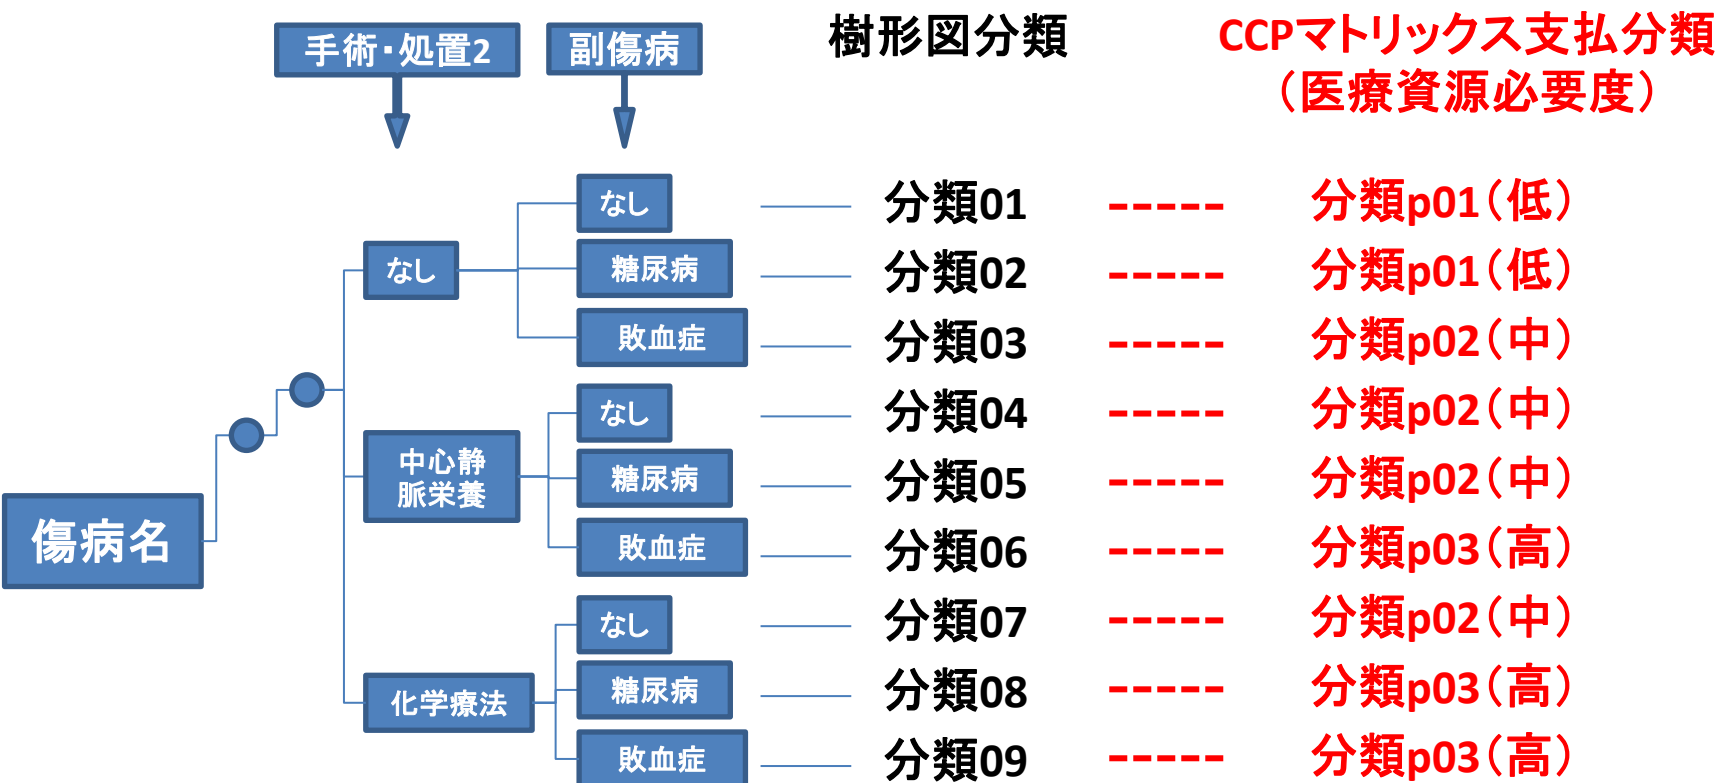 手術・処置2
副傷病
樹形図分類
CCPマトリックス支払分類
（医療資源必要度）
なし
分類01
-----
分類p01（低）
なし
糖尿病
分類02
-----
分類p01（低）
敗血症
分類03
-----
分類p02（中）
なし
分類04
-----
分類p02（中）
中心静
脈栄養
糖尿病
分類05
-----
分類p02（中）
傷病名
敗血症
分類06
-----
分類p03（高）
なし
分類07
-----
分類p02（中）
化学療法
糖尿病
分類08
-----
分類p03（高）
敗血症
分類09
-----
分類p03（高）